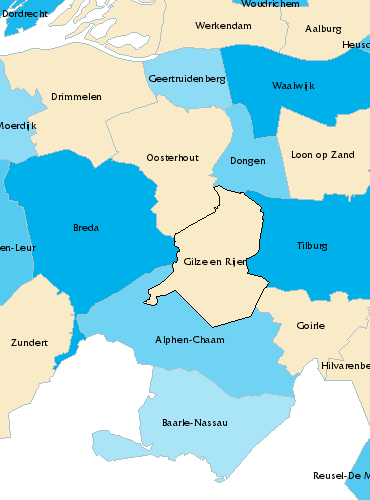 Woudrichem
Dordrecht
Werkendam
Aalburg
Heusd
Geertruidenberg
Waalwijk
Drimmelen
Moerdijk
Oosterhout
Dongen
Loon op Zand
Breda
en-Leur
Tilburg
Gilze en Rijen
Goirle
Alphen-Chaam
Zundert
Hilvarenbe
Baarle-Nassau
Reusel-De M